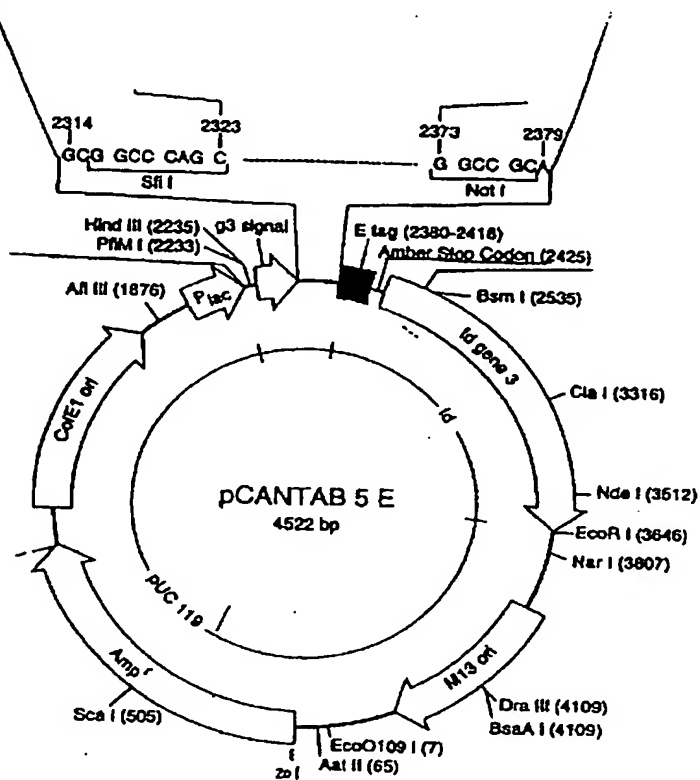 2314
2323
GCG GCC CAG C
Sfi I
2373
2379
G GCC GCA
Not I
Hind III (2235)
g3 signal
PflM I (2233)
E tag (2380-2416)
Amber Stop Codon (2425)
Afl III (1876)
P lac
Bsm I (2535)
fd gene 3
ColE1 ori
Cla I (3316)
fd
pCANTAB 5 E
4522 bp
Nde I (3512)
EcoR I (3646)
Nar I (3807)
pUC 119
M13 ori
Amp r
Dra III (4109)
BsaA I (4109)
Sca I (505)
EcoO109 I (7)
Aat II (65)